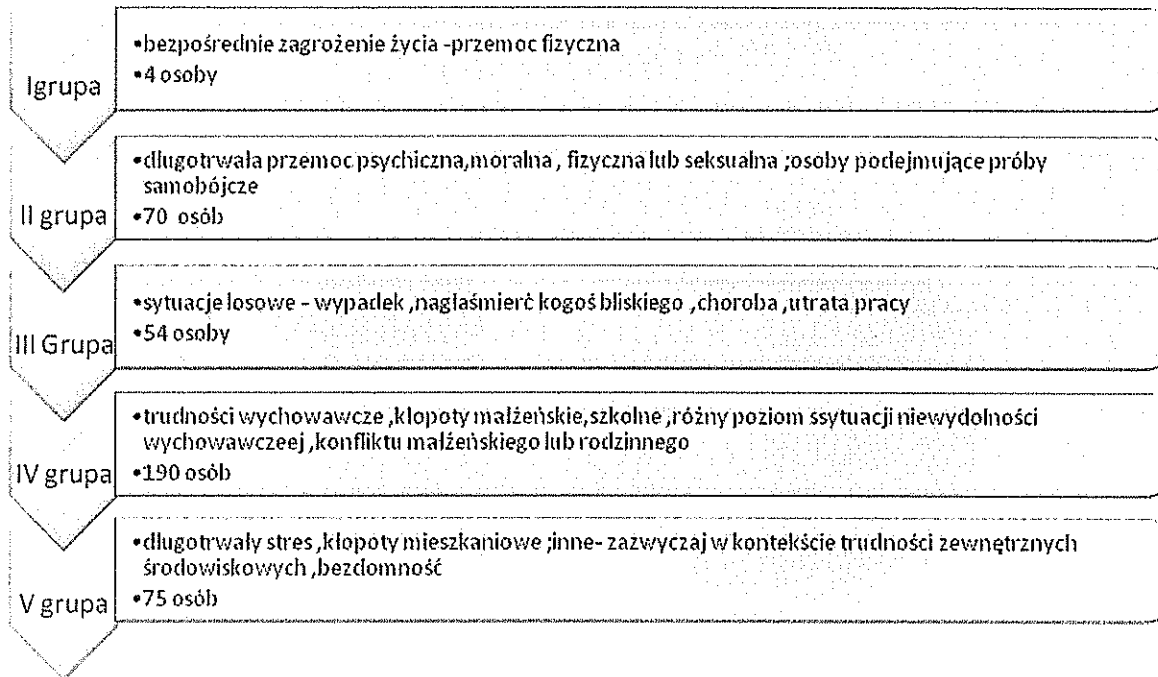 Igrupa
•bezpośrednie zagrożenie życia -przemoc fizyczna
•4 osoby
II grupa
•długotrwała przemoc psychiczna,moralna , fizyczna lub seksualna ;osoby podejmujące próby
samobójcze
•70 osób
III Grupa
•sytuacje losowe – wypadek ,nagłaśmierć kogoś bliskiego ,choroba ,utrata pracy
•54 osoby
IV grupa
•trudności wychowawcze ,kłopoty małżeńskie,szkolne ,różny poziom ssytuacji niewydolności
wychowawczeej ,konfliktu małżeńskiego lub rodzinnego
•190 osób
V grupa
•długotrwały stres ,kłopoty mieszkaniowe ;inne- zazwyczaj w kontekście trudności zewnętrznych
środowiskowych ,bezdomność
•75 osób